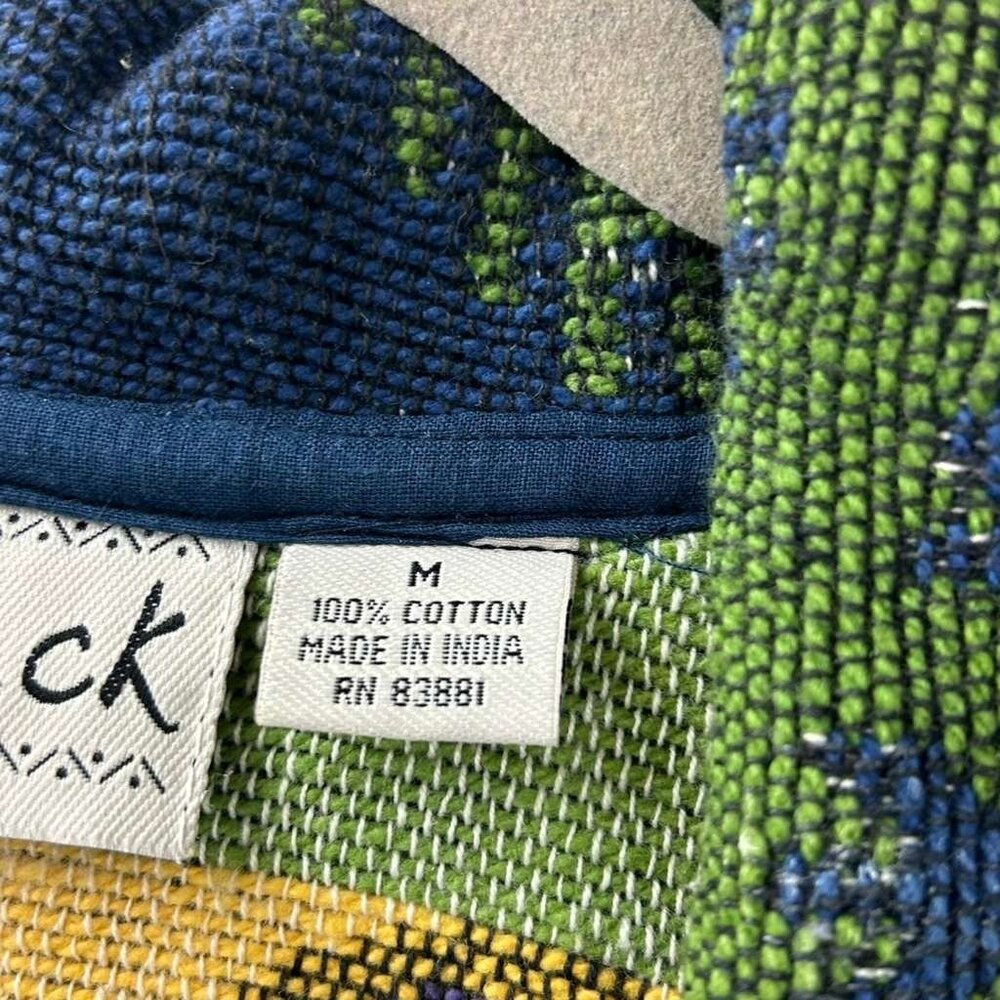 ck
M
100% COTTON
MADE IN INDIA
RN 83881